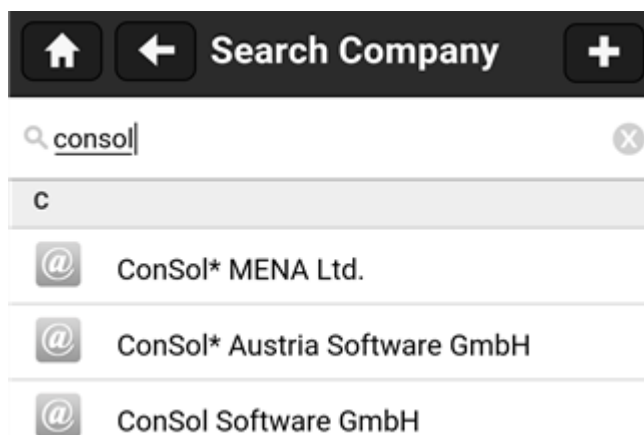 Search Company
consol
C
@ ConSol* MENA Ltd.
@ ConSol* Austria Software GmbH
@ ConSol Software GmbH